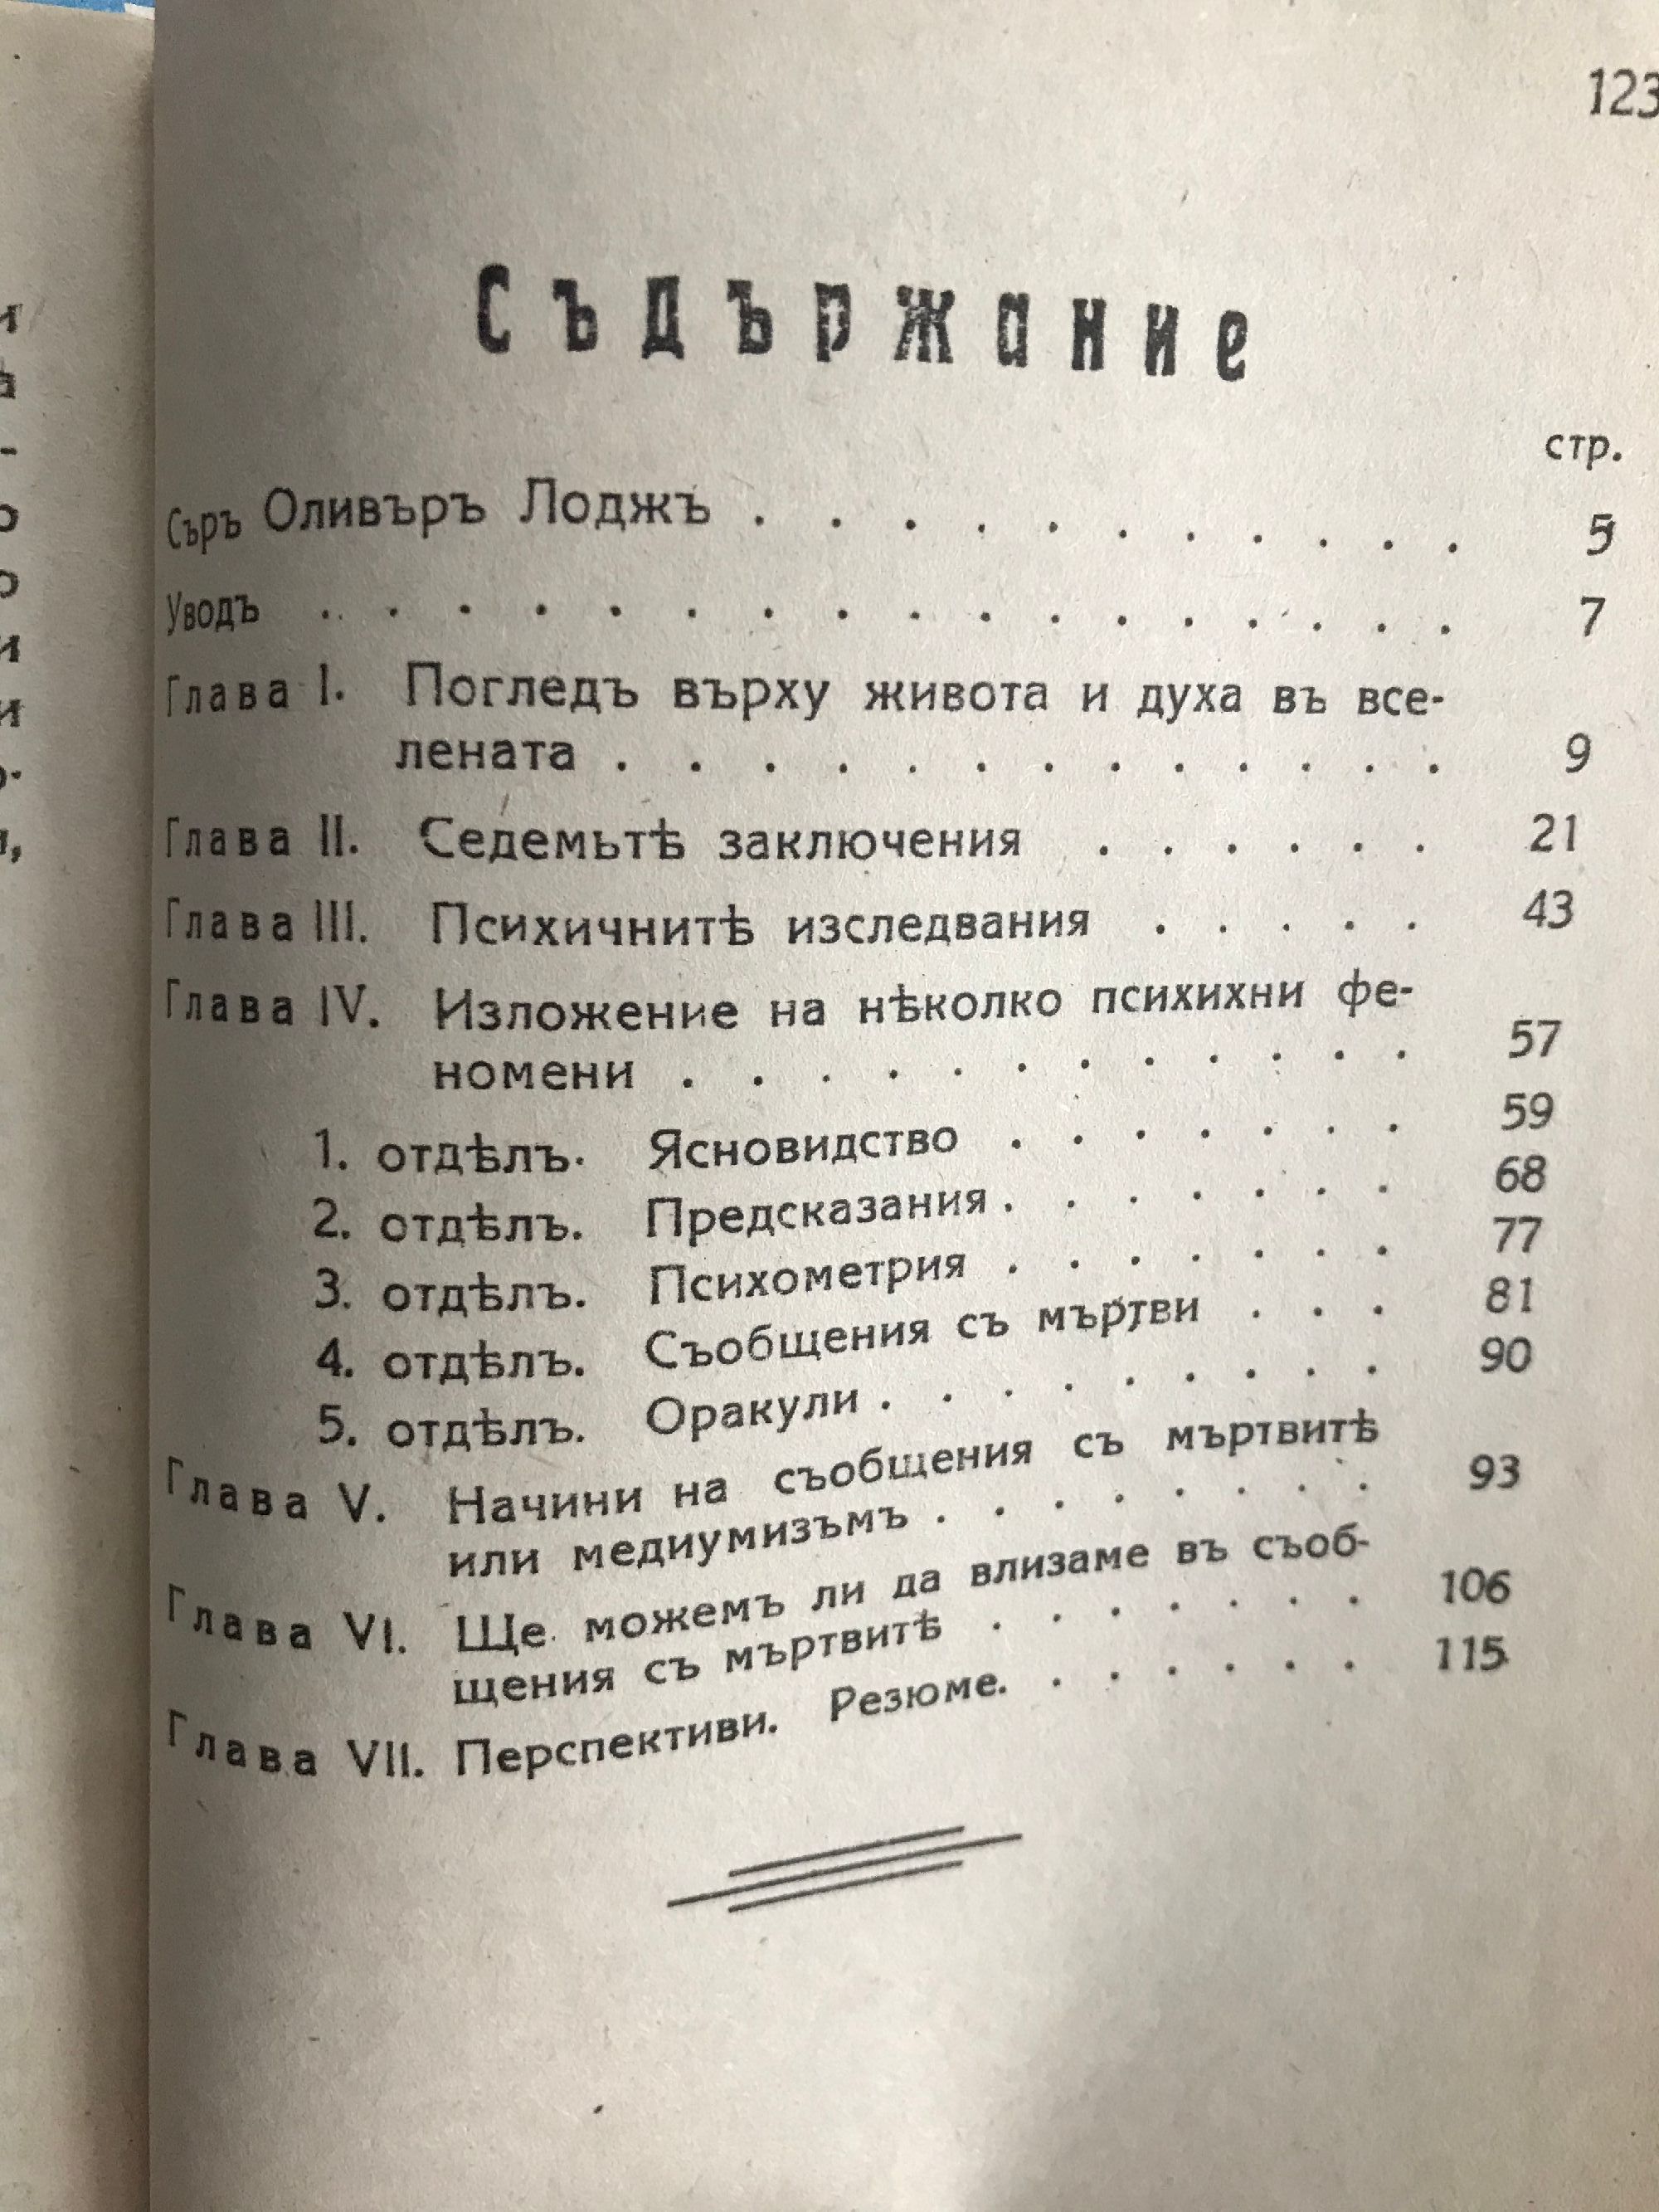 123
Съдържание
стр.
Съръ Оливъръ Лоджъ . . . . . . . . . . . 5
Уводъ . . . . . . . . . . . . . . . . . 7
Глава I. Погледъ върху живота и духа въ все-
лената . . . . . . . . . . . . . 9
Глава II. Седемьтѣ заключения . . . . . . 21
Глава III. Психичнитѣ изследвания . . . . . 43
Глава IV. Изложение на нѣколко психихни фе-
номени . . . . . . . . . . . 57
1. отдѣлъ. Ясновидство . . . . . . . 59
2. отдѣлъ. Предсказания . . . . . . . 68
3. отдѣлъ. Психометрия . . . . . . . 77
4. отдѣлъ. Съобщения съ мъртви . . . 81
5. отдѣлъ. Оракули . . . . . . . . . 90
Глава V. Начини на съобщения съ мъртвитѣ
или медиумизъмъ . . . . . . . . 93
Глава VI. Ще можемъ ли да влизаме въ съоб-
щения съ мъртвитѣ . . . . . . . 106
Глава VII. Перспективи. Резюме. . . . . . . 115